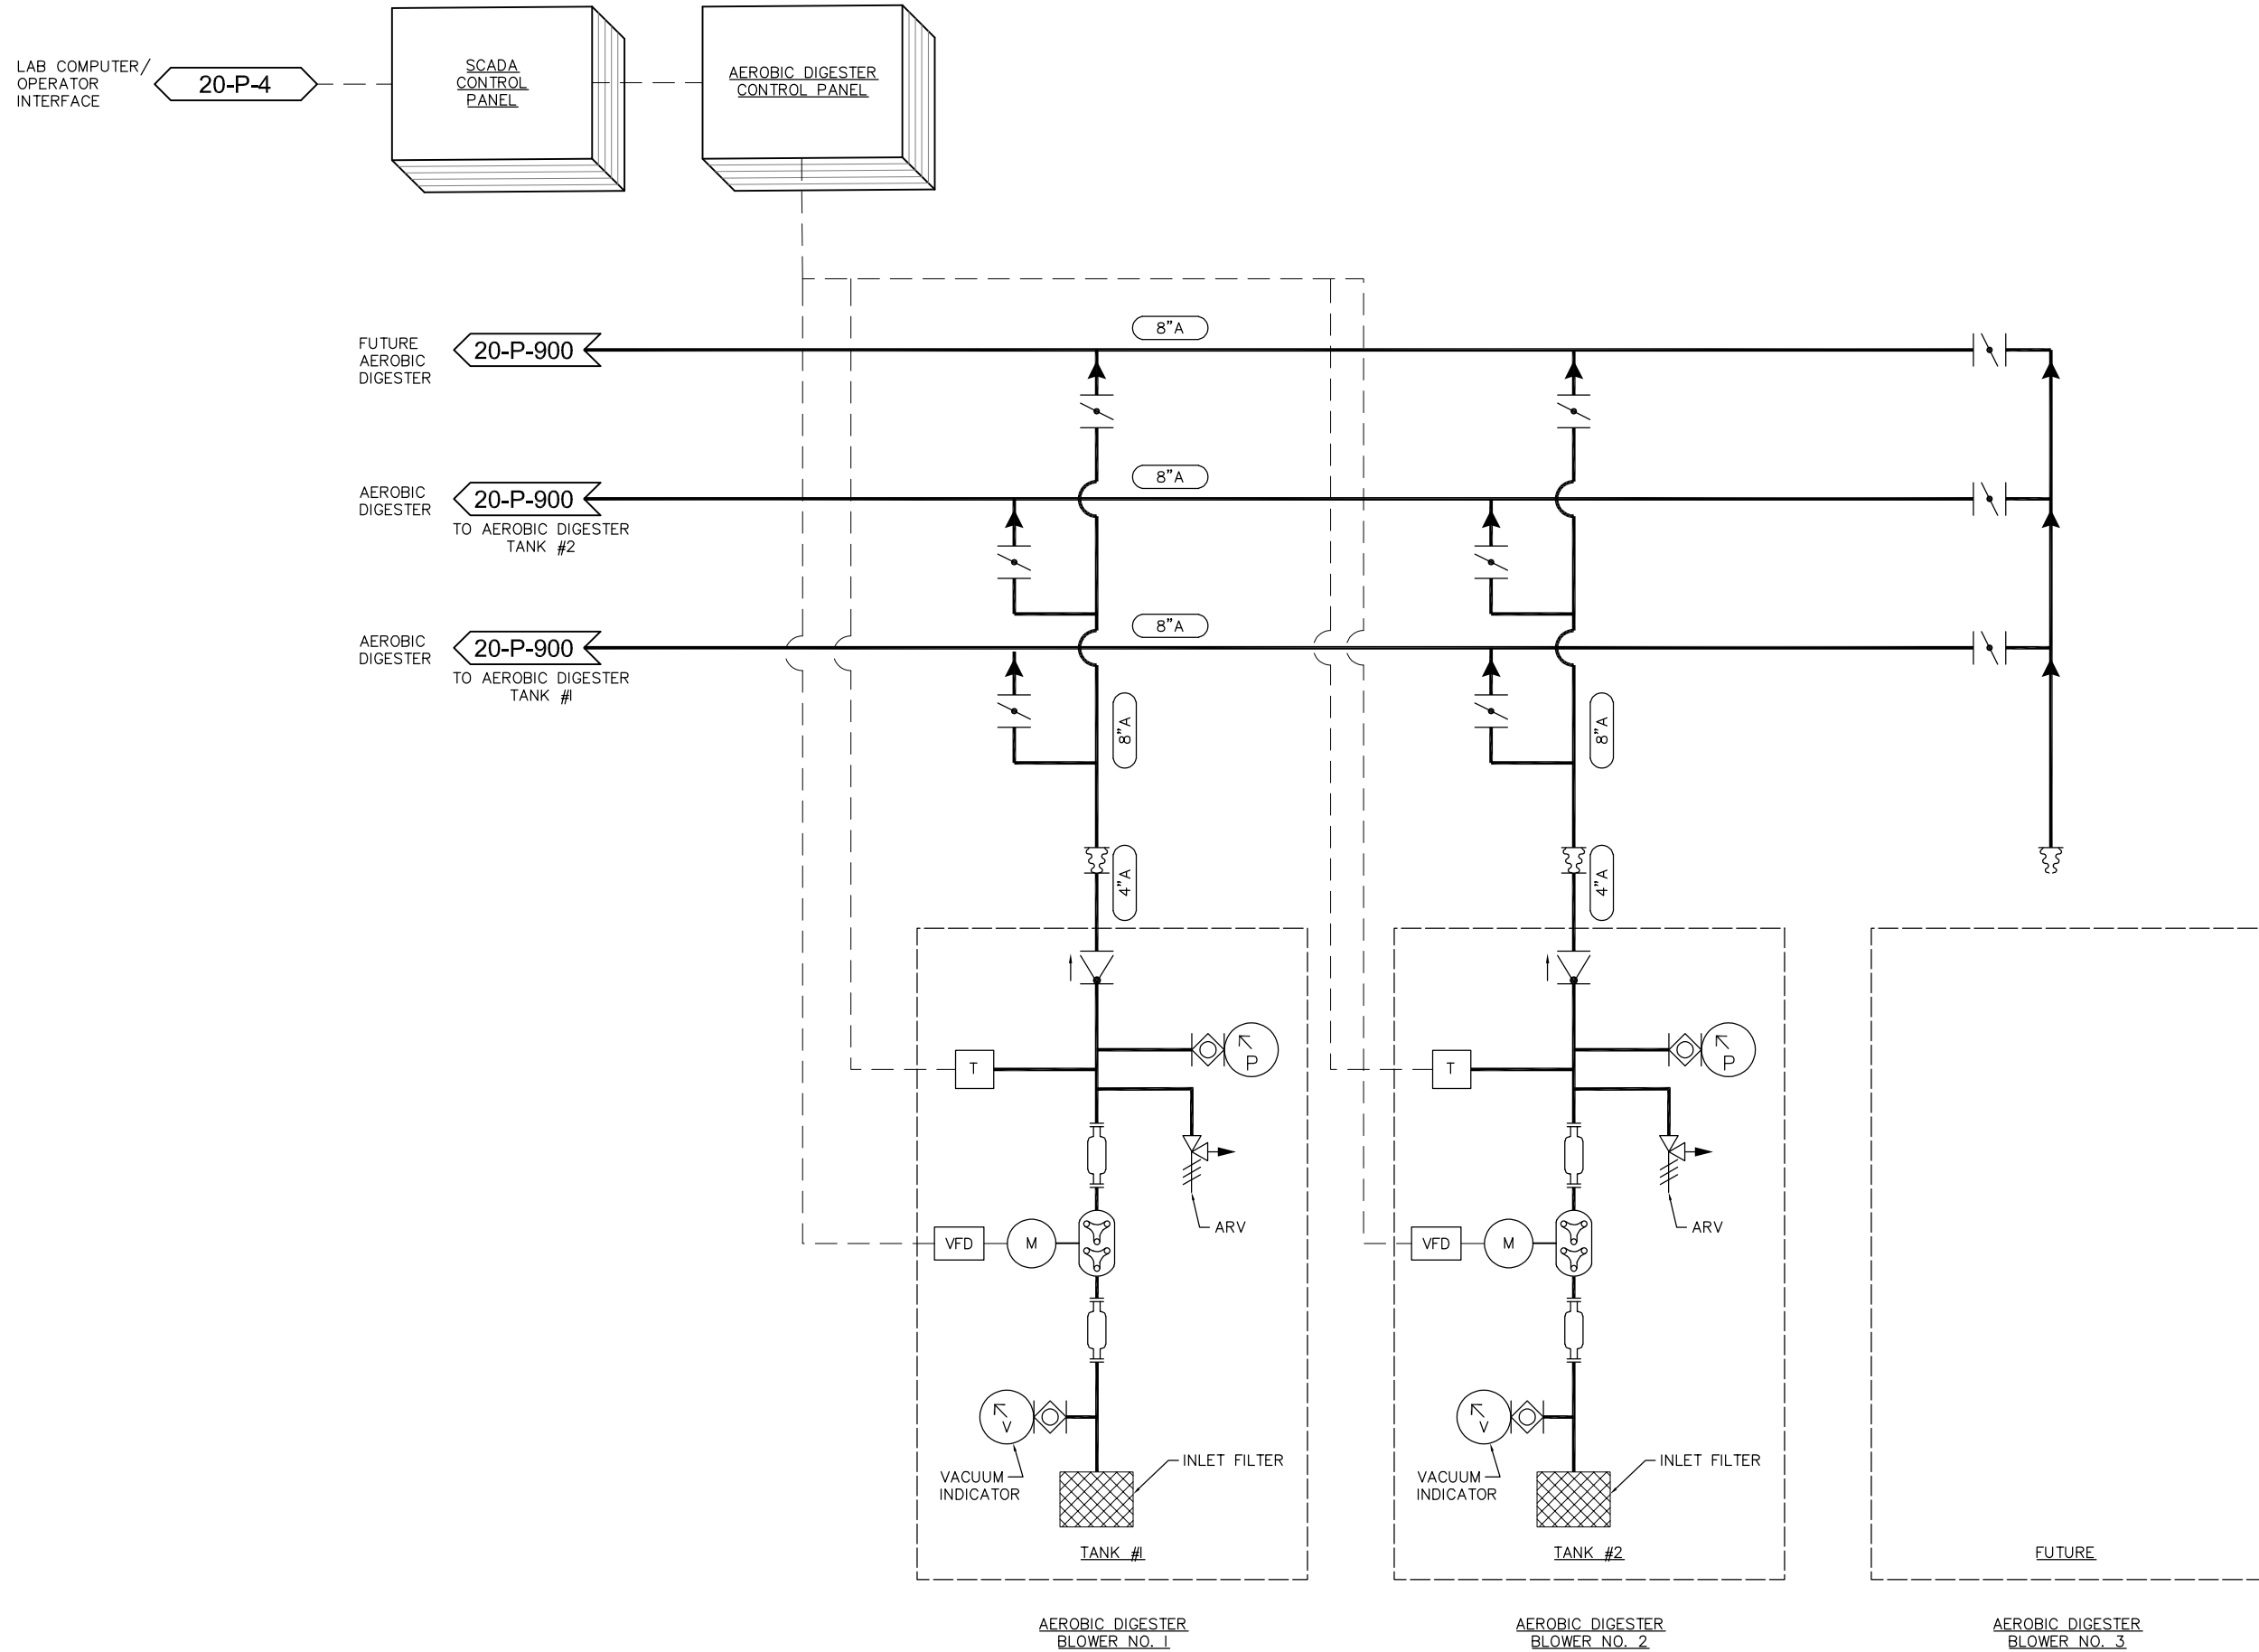 LAB COMPUTER/
OPERATOR
INTERFACE
20-P-4
SCADA
CONTROL
PANEL
AEROBIC DIGESTER
CONTROL PANEL
FUTURE
AEROBIC
DIGESTER
20-P-900
8"A
AEROBIC
DIGESTER
20-P-900
TO AEROBIC DIGESTER
TANK #2
8"A
AEROBIC
DIGESTER
20-P-900
TO AEROBIC DIGESTER
TANK #1
8"A
8"A
8"A
4"A
4"A
T
P
ARV
VFD
M
V
VACUUM
INDICATOR
INLET FILTER
TANK #1
T
P
ARV
VFD
M
V
VACUUM
INDICATOR
INLET FILTER
TANK #2
FUTURE
AEROBIC DIGESTER
BLOWER NO. 1
AEROBIC DIGESTER
BLOWER NO. 2
AEROBIC DIGESTER
BLOWER NO. 3